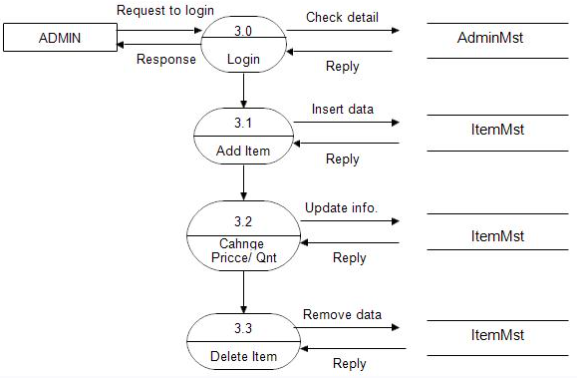 Request to login
Check detail
ADMIN
3.0
AdminMst
Response
Login
Reply
Insert data
3.1
ItemMst
Add Item
Reply
Update info.
3.2
ItemMst
Cahnge
Pricce/ Qnt
Reply
Remove data
3.3
ItemMst
Delete Item
Reply